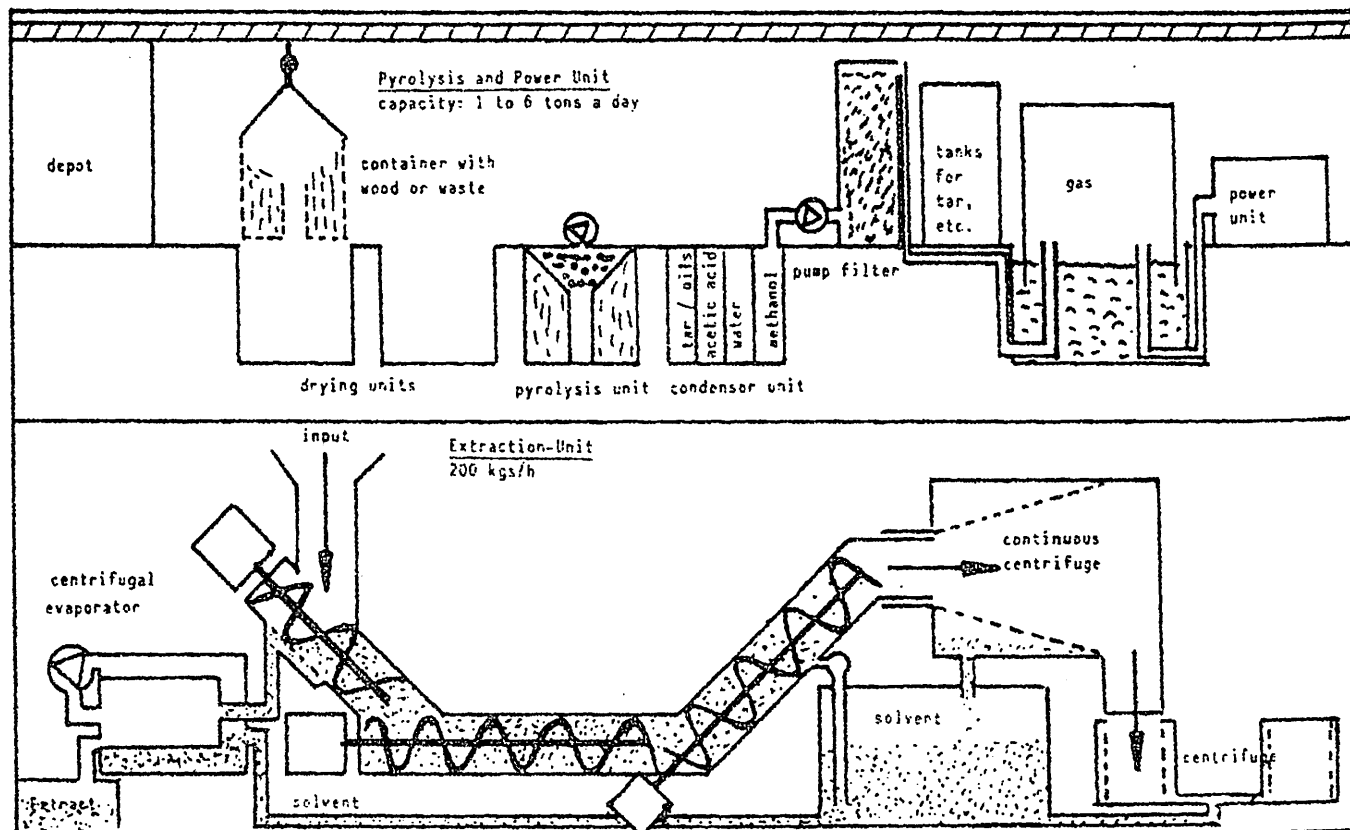 Pyrolysis and Power Unit
capacity: 1 to 6 tons a day
depot
container with
wood or waste
tanks
for
tar,
etc.
gas
power
unit
tar / oils
acetic acid
water
methanol
pump filter
drying units
pyrolysis unit
condensor unit
input
Extraction-Unit
200 kgs/h
centrifugal
evaporator
continuous
centrifuge
solvent
centrifuge
Extract
solvent